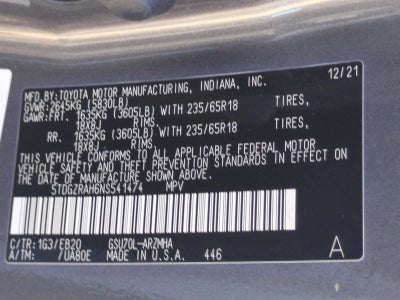 MFD.BY:TOYOTA MOTOR MANUFACTURING, INDIANA, INC. 12/21
GVWR:2645KG (5830LB)
GAWR:FRT. 1635KG (3605LB) WITH 235/65R18 TIRES,
18X8J RIMS
RR. 1635KG (3605LB) WITH 235/65R18 TIRES,
18X8J RIMS
THIS VEHICLE CONFORMS TO ALL APPLICABLE FEDERAL MOTOR
VEHICLE SAFETY AND THEFT PREVENTION STANDARDS IN EFFECT ON
THE DATE OF MANUFACTURE SHOWN ABOVE.
5TDGZRAH6NS541474 MPV
C/TR:1G3/EB20 GSU70L-ARZMHA
A/TM: /UA80E MADE IN U.S.A. 446 A